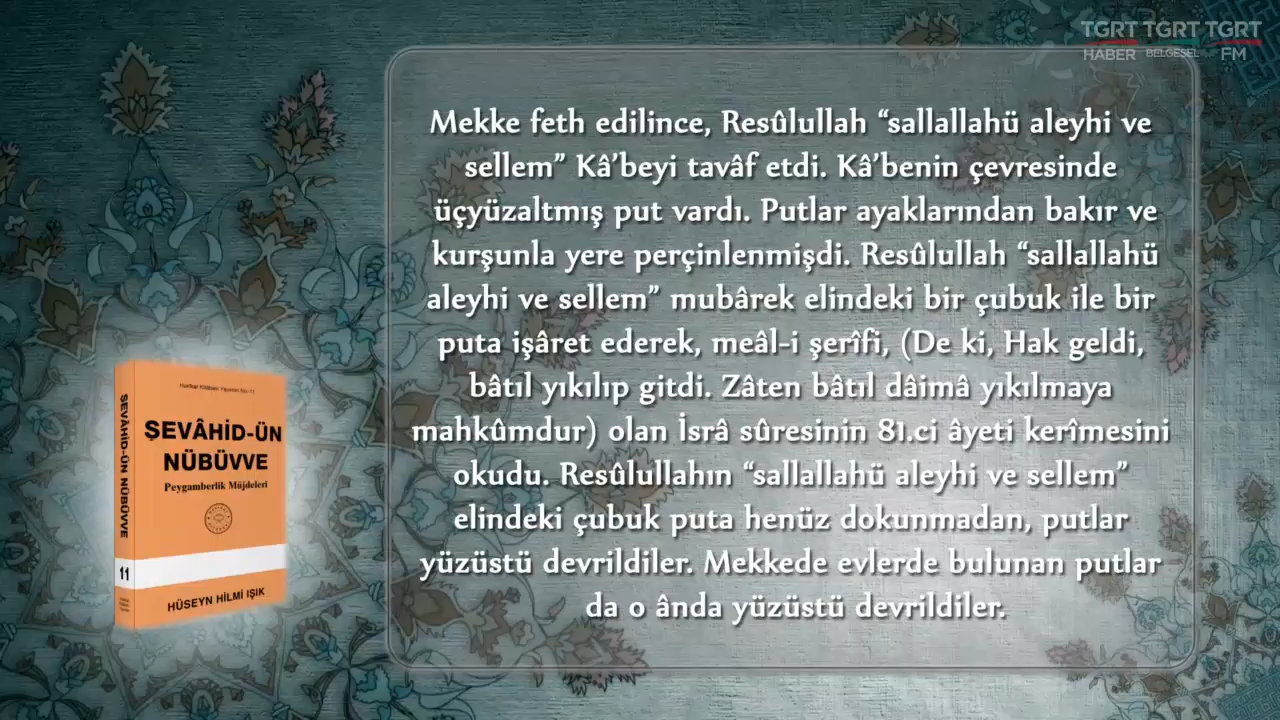 TGRT TGRT TGRT
HABER BELGESEL FM
Mekke feth edilince, Resûlullah “sallallahü aleyhi ve
sellem” Kâ’beyi tavâf etdi. Kâ’benin çevresinde
üçyüzaltmış put vardı. Putlar ayaklarından bakır ve
kurşunla yere perçinlenmişdi. Resûlullah “sallallahü
aleyhi ve sellem” mubârek elindeki bir çubuk ile bir
puta işâret ederek, meâl-i şerîfi, (De ki, Hak geldi,
bâtıl yıkılıp gitdi. Zâten bâtıl dâimâ yıkılmaya
mahkûmdur) olan İsrâ sûresinin 81.ci âyeti kerîmesini
okudu. Resûlullahın “sallallahü aleyhi ve sellem”
elindeki çubuk puta henüz dokunmadan, putlar
yüzüstü devrildiler. Mekkede evlerde bulunan putlar
da o ânda yüzüstü devrildiler.
ŞEVÂHİD-ÜN
NÜBÜVVE
Peygamberlik Müjdeleri
HÜSEYN HİLMİ IŞIK
ŞEVÂHİD-ÜN NÜBÜVVE
11